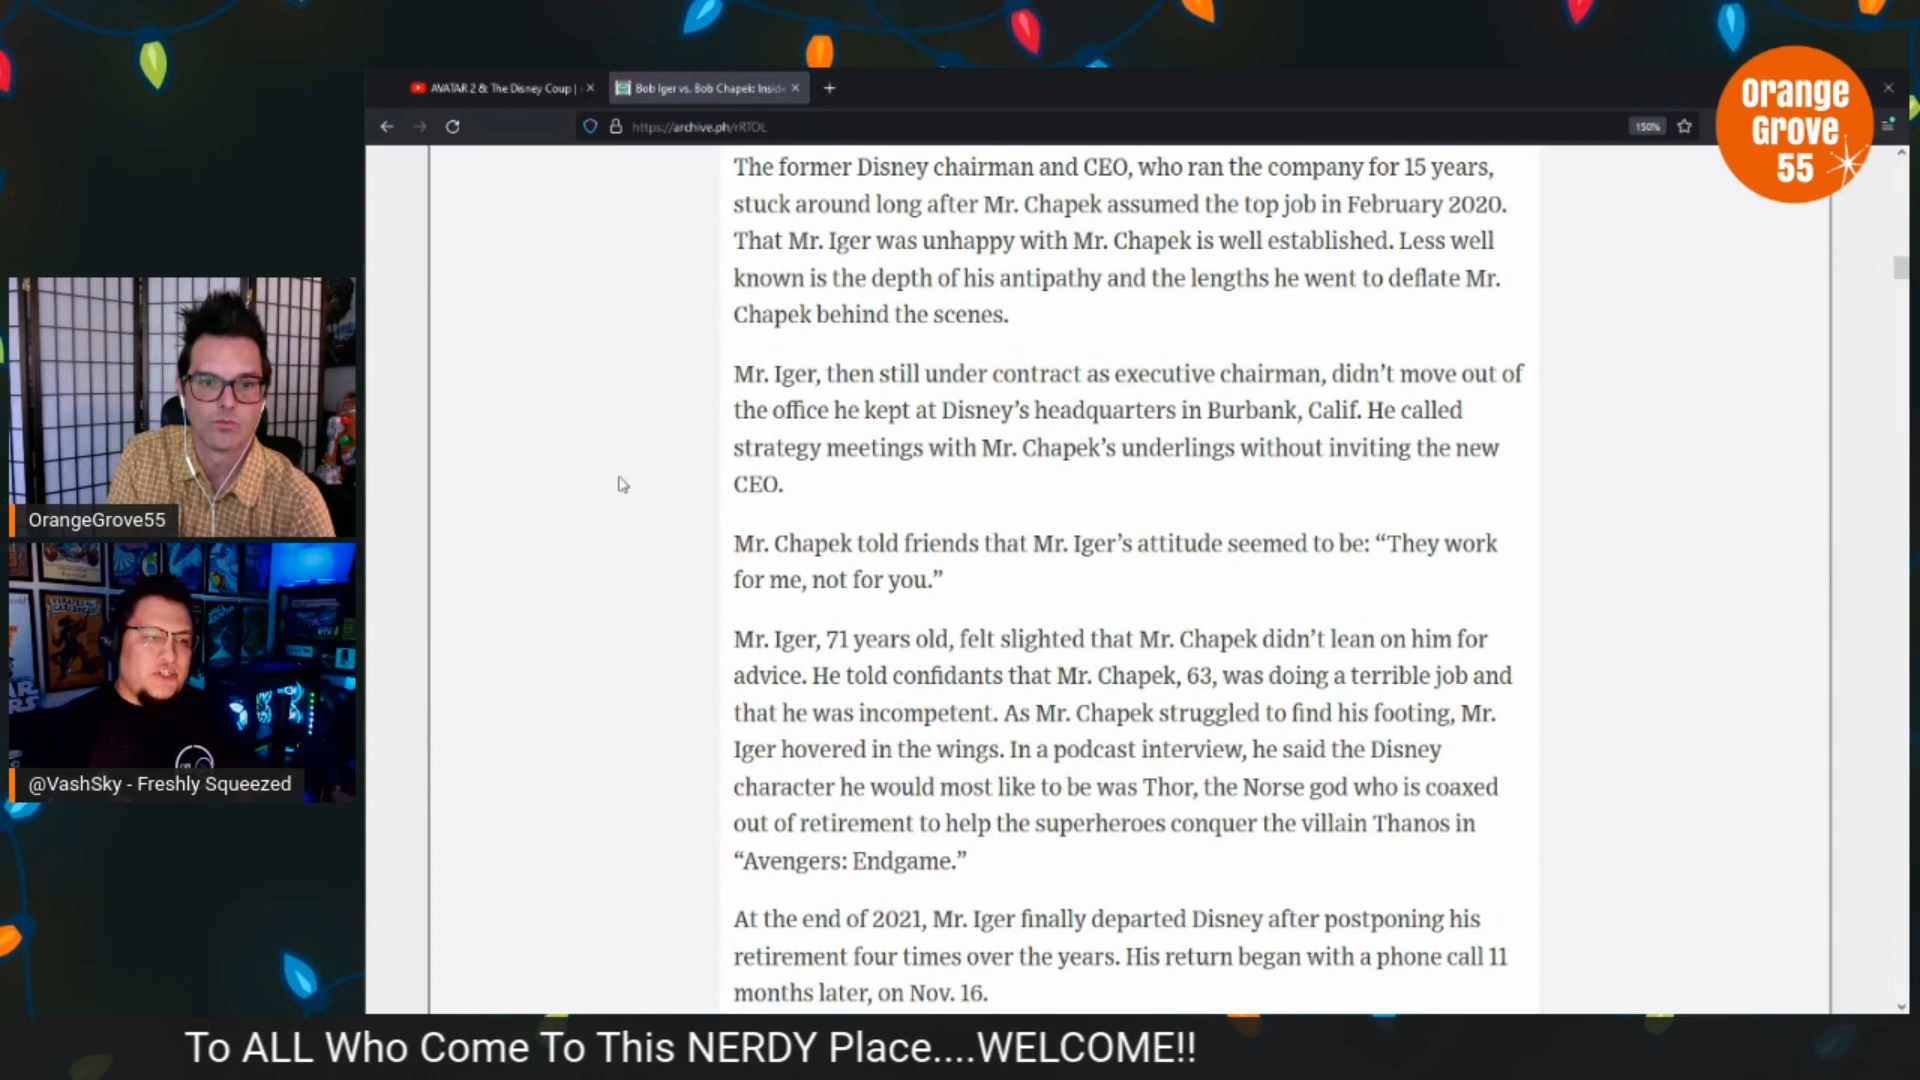 AVATAR 2 & The Disney Coup |
Bob Iger vs. Bob Chapek: Inside
https://archive.ph/rRTOL
150%
Orange
Grove
55
The former Disney chairman and CEO, who ran the company for 15 years,
stuck around long after Mr. Chapek assumed the top job in February 2020.
That Mr. Iger was unhappy with Mr. Chapek is well established. Less well
known is the depth of his antipathy and the lengths he went to deflate Mr.
Chapek behind the scenes.
Mr. Iger, then still under contract as executive chairman, didn’t move out of
the office he kept at Disney’s headquarters in Burbank, Calif. He called
strategy meetings with Mr. Chapek’s underlings without inviting the new
CEO.
Mr. Chapek told friends that Mr. Iger’s attitude seemed to be: “They work
for me, not for you.”
Mr. Iger, 71 years old, felt slighted that Mr. Chapek didn’t lean on him for
advice. He told confidants that Mr. Chapek, 63, was doing a terrible job and
that he was incompetent. As Mr. Chapek struggled to find his footing, Mr.
Iger hovered in the wings. In a podcast interview, he said the Disney
character he would most like to be was Thor, the Norse god who is coaxed
out of retirement to help the superheroes conquer the villain Thanos in
“Avengers: Endgame.”
At the end of 2021, Mr. Iger finally departed Disney after postponing his
retirement four times over the years. His return began with a phone call 11
months later, on Nov. 16.
OrangeGrove55
@VashSky - Freshly Squeezed
To ALL Who Come To This NERDY Place....WELCOME!!